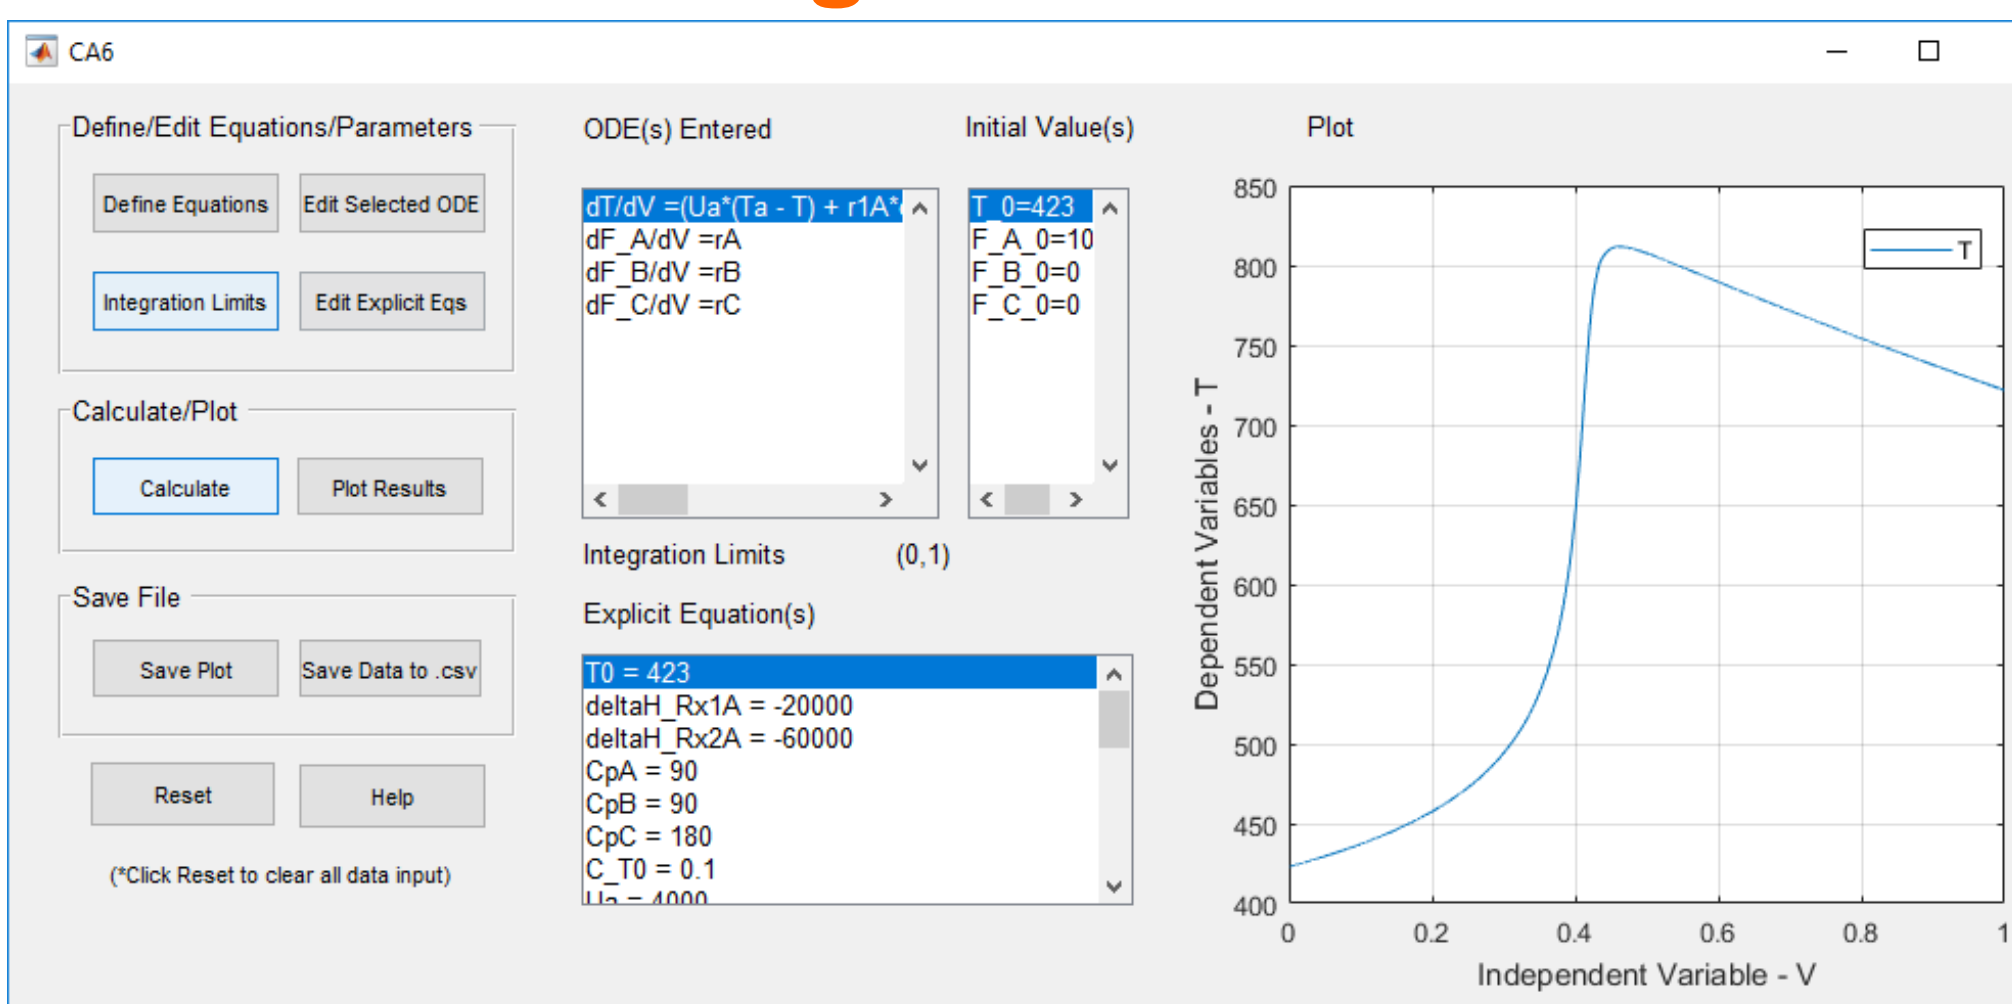 CA6
Define/Edit Equations/Parameters
Define Equations
Edit Selected ODE
Integration Limits
Edit Explicit Eqs
Calculate/Plot
Calculate
Plot Results
Save File
Save Plot
Save Data to .csv
Reset
Help
(*Click Reset to clear all data input)
ODE(s) Entered
dT/dV =(Ua*(Ta - T) + r1A*
dF_A/dV =rA
dF_B/dV =rB
dF_C/dV =rC
Initial Value(s)
T_0=423
F_A_0=10
F_B_0=0
F_C_0=0
Integration Limits (0,1)
Explicit Equation(s)
T0 = 423
deltaH_Rx1A = -20000
deltaH_Rx2A = -60000
CpA = 90
CpB = 90
CpC = 180
C_T0 = 0.1
Ua = 4000
Plot
T
850
800
750
700
650
600
550
500
450
400
Dependent Variables - T
0 0.2 0.4 0.6 0.8 1
Independent Variable - V